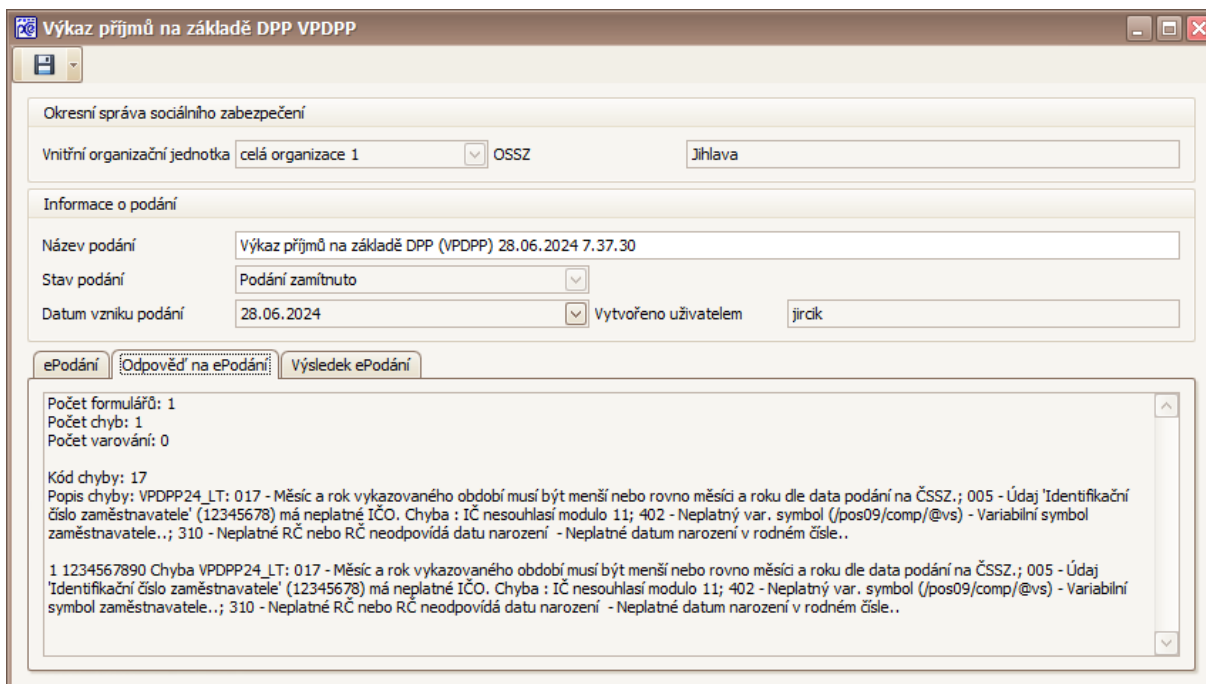 Výkaz příjmů na základě DPP VPDPP
Okresní správa sociálního zabezpečení
Vnitřní organizační jednotka celá organizace 1 OSSZ Jihlava
Informace o podání
Název podání Výkaz příjmů na základě DPP (VPDPP) 28.06.2024 7.37.30
Stav podání Podání zamítnuto
Datum vzniku podání 28.06.2024 Vytvořeno uživatelem jircik
ePodání Odpověď na ePodání Výsledek ePodání
Počet formulářů: 1
Počet chyb: 1
Počet varování: 0
Kód chyby: 17
Popis chyby: VPDPP24_LT: 017 - Měsíc a rok vykazovaného období musí být menší nebo rovno měsíci a roku dle data podání na ČSSZ.; 005 - Údaj 'Identifikační
číslo zaměstnavatele' (12345678) má neplatné IČO. Chyba : IČ nesouhlasí modulo 11; 402 - Neplatný var. symbol (/pos09/comp/@vs) - Variabilní symbol
zaměstnavatele..; 310 - Neplatné RČ nebo RČ neodpovídá datu narození - Neplatné datum narození v rodném čísle..
1 1234567890 Chyba VPDPP24_LT: 017 - Měsíc a rok vykazovaného období musí být menší nebo rovno měsíci a roku dle data podání na ČSSZ.; 005 - Údaj
'Identifikační číslo zaměstnavatele' (12345678) má neplatné IČO. Chyba : IČ nesouhlasí modulo 11; 402 - Neplatný var. symbol (/pos09/comp/@vs) - Variabilní
symbol zaměstnavatele..; 310 - Neplatné RČ nebo RČ neodpovídá datu narození - Neplatné datum narození v rodném čísle..